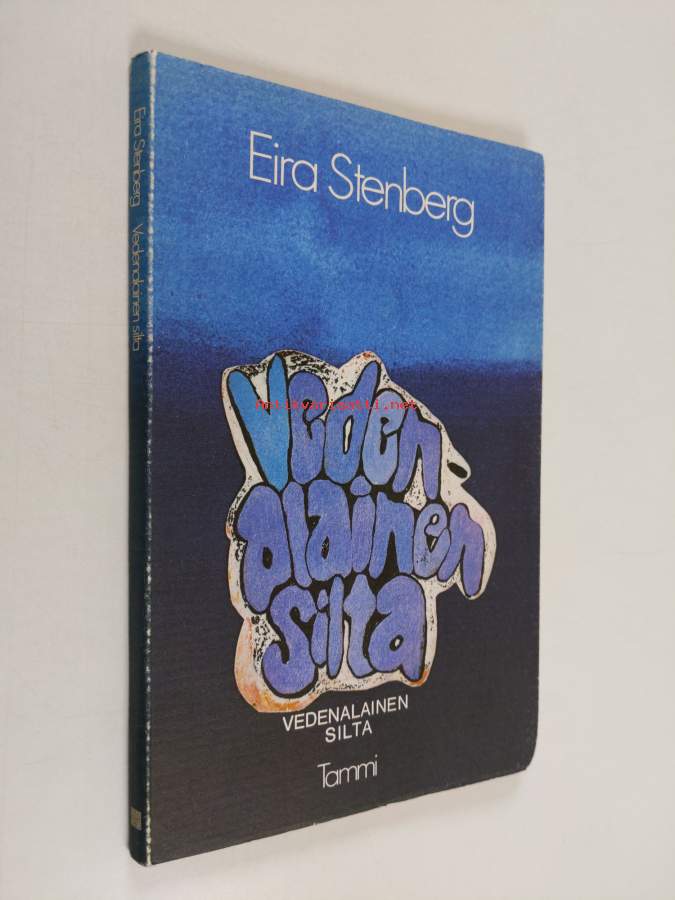 Eira Stenberg Vedenalainen silta
Eira Stenberg
Veden
alainen
silta
antikvariaatti.net
VEDENALAINEN
SILTA
Tammi